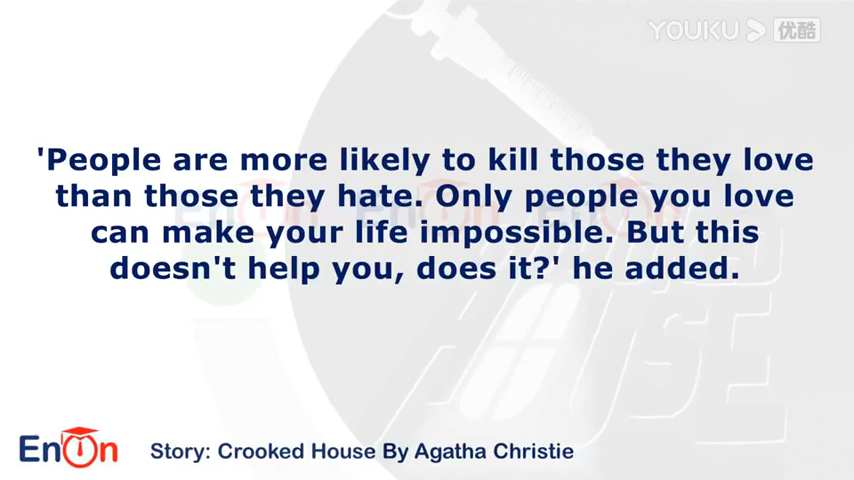 YOUKU 优酷
'People are more likely to kill those they love
than those they hate. Only people you love
can make your life impossible. But this
doesn't help you, does it?' he added.
EnOn
Story: Crooked House By Agatha Christie